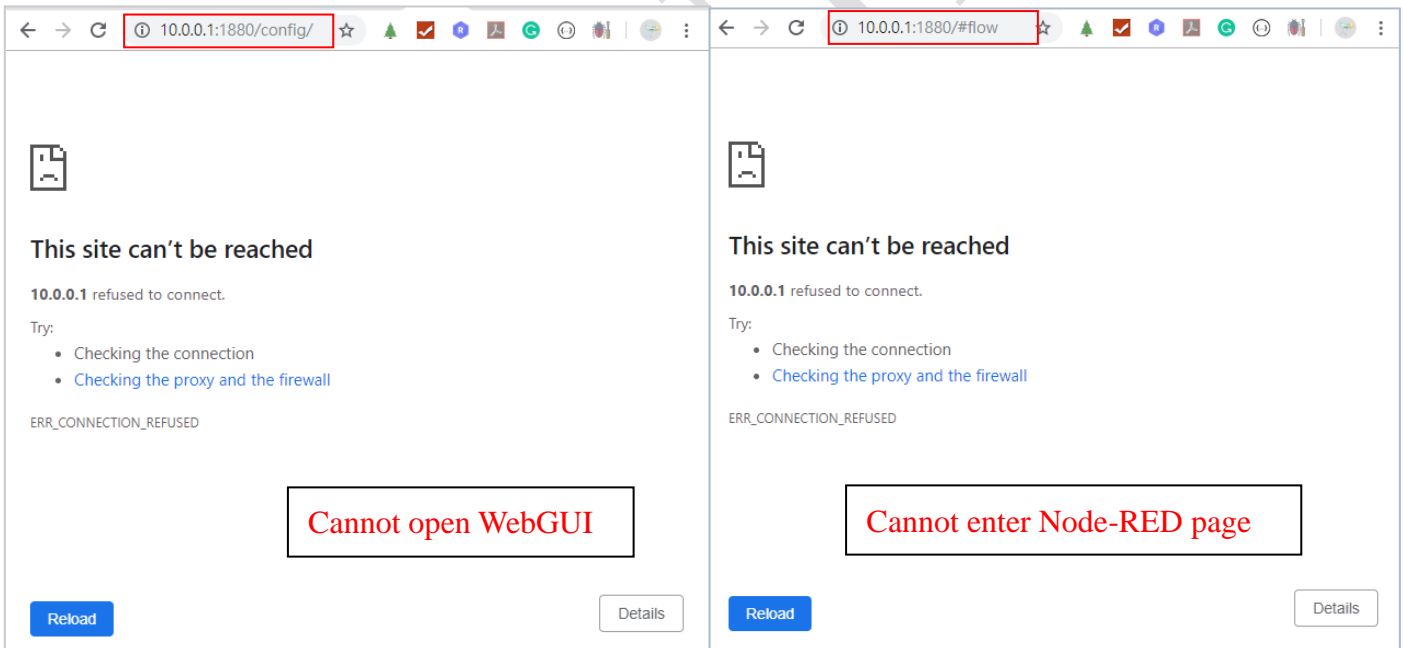 10.0.0.1:1880/config/
This site can't be reached
10.0.0.1 refused to connect.
Try:
• Checking the connection
• Checking the proxy and the firewall
ERR_CONNECTION_REFUSED
Cannot open WebGUI
Reload
Details
10.0.0.1:1880/#flow
This site can't be reached
10.0.0.1 refused to connect.
Try:
• Checking the connection
• Checking the proxy and the firewall
ERR_CONNECTION_REFUSED
Cannot enter Node-RED page
Reload
Details